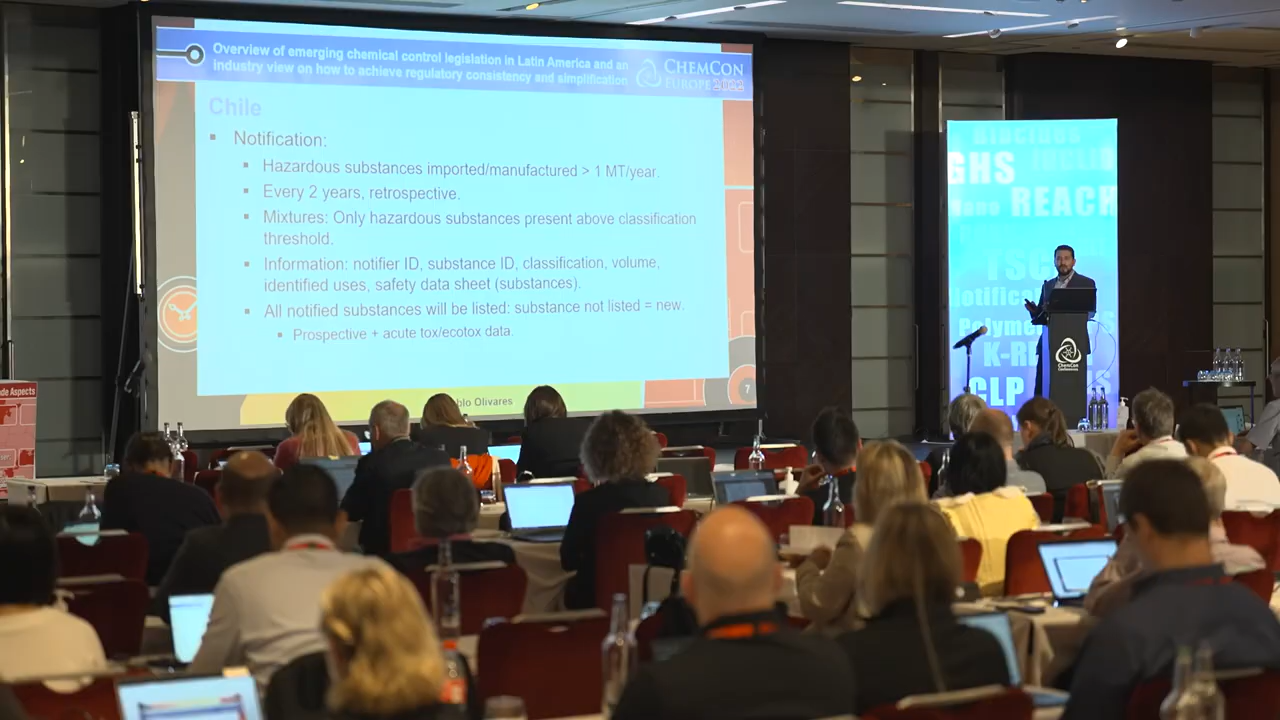 Overview of emerging chemical control legislation in Latin America and an
industry view on how to achieve regulatory consistency and simplification
CHEMCON
EUROPE 2022
Chile
Notification:
Hazardous substances imported/manufactured > 1 MT/year.
Every 2 years, retrospective.
Mixtures: Only hazardous substances present above classification
threshold.
Information: notifier ID, substance ID, classification, volume,
identified uses, safety data sheet (substances).
All notified substances will be listed: substance not listed = new.
Prospective + acute tox/ecotox data.
Olivares
7
Aspects
GHS
REACH
TSC
CLP
CHEMCON